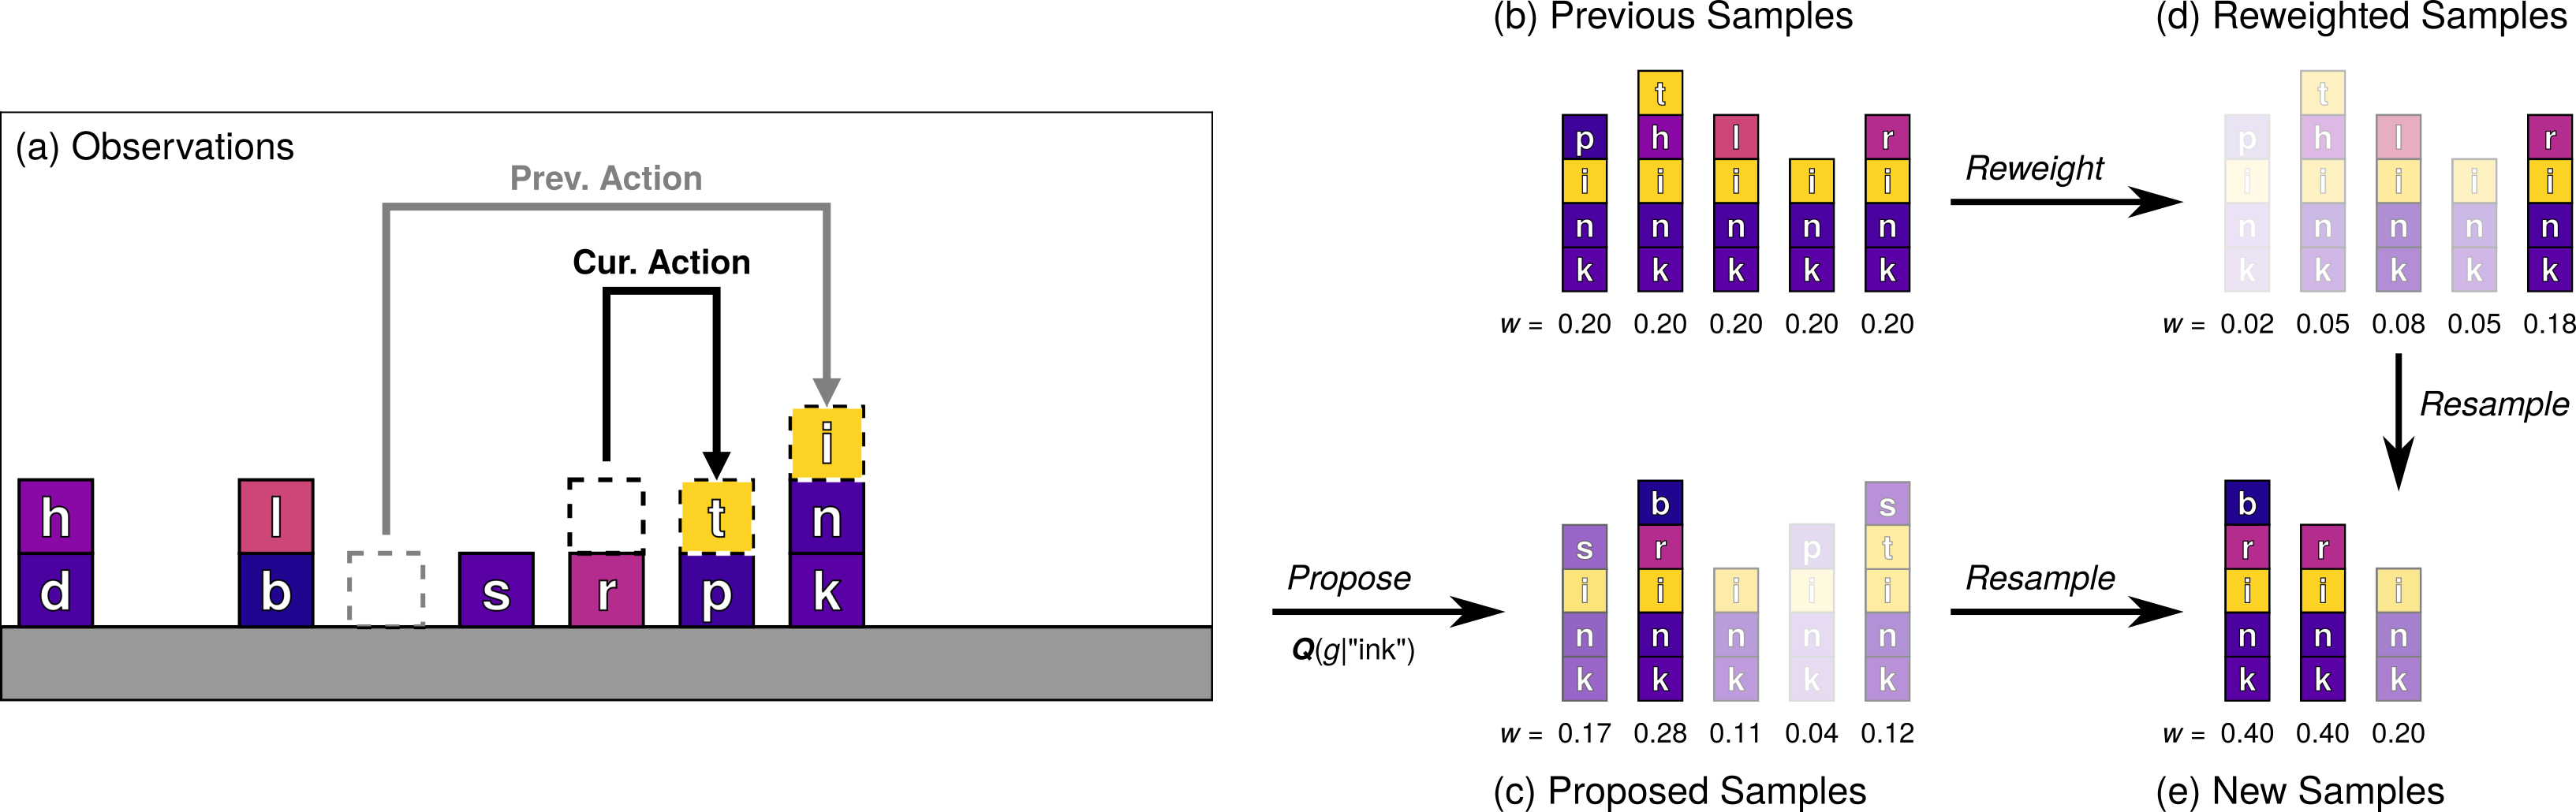 (a) Observations
Prev. Action
Cur. Action
i
h l t n
d b s r p k
(b) Previous Samples
t
p h l r
i i i i i
n n n n n
k k k k k
w = 0.20 0.20 0.20 0.20 0.20
Reweight
(d) Reweighted Samples
t
p h l r
i i i i i
n n n n n
k k k k k
w = 0.02 0.05 0.08 0.05 0.18
Resample
Propose
Q(g|"ink")
b s
s r p t
i i i i i
n n n n n
k k k k k
w = 0.17 0.28 0.11 0.04 0.12
(c) Proposed Samples
Resample
b
r r
i i i
n n n
k k k
w = 0.40 0.40 0.20
(e) New Samples